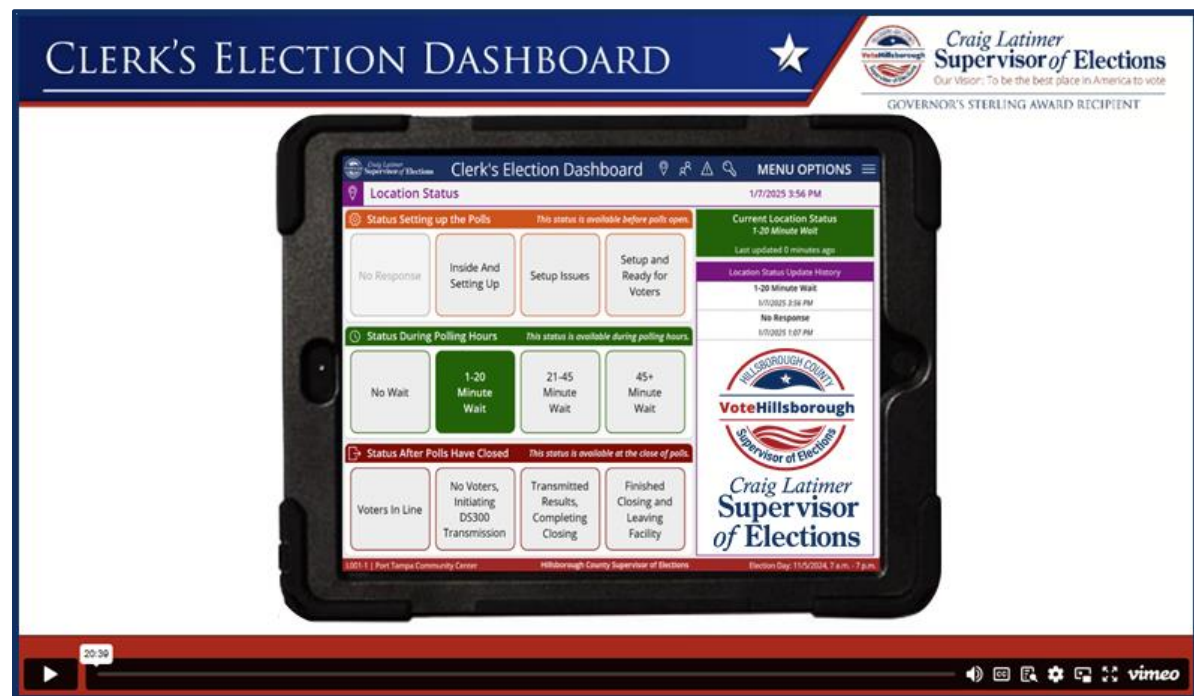 CLERK'S ELECTION DASHBOARD
VoteHillsborough
Craig Latimer
Supervisor of Elections
Our Vision: To be the best place in America to vote
GOVERNOR'S STERLING AWARD RECIPIENT
Craig Latimer
Supervisor of Elections
Clerk's Election Dashboard
MENU OPTIONS
Location Status
1/7/2025 3:56 PM
Status Setting up the Polls
This status is available before polls open.
No Response
Inside And
Setting Up
Setup Issues
Setup and
Ready for
Voters
Current Location Status
1-20 Minute Wait
Last updated 0 minutes ago
Location Status Update History
1-20 Minute Wait
1/7/2025 3:56 PM
No Response
1/7/2025 1:07 PM
Status During Polling Hours
This status is available during polling hours.
No Wait
1-20
Minute
Wait
21-45
Minute
Wait
45+
Minute
Wait
HILLSBOROUGH COUNTY
VoteHillsborough
Supervisor of Elections
Status After Polls Have Closed
This status is available at the close of polls.
Voters In Line
No Voters,
Initiating
DS300
Transmission
Transmitted
Results,
Completing
Closing
Finished
Closing and
Leaving
Facility
Craig Latimer
Supervisor
of Elections
L001-1 | Port Tampa Community Center
Hillsborough County Supervisor of Elections
Election Day: 11/5/2024, 7 a.m. - 7 p.m.
20:39
CC
vimeo